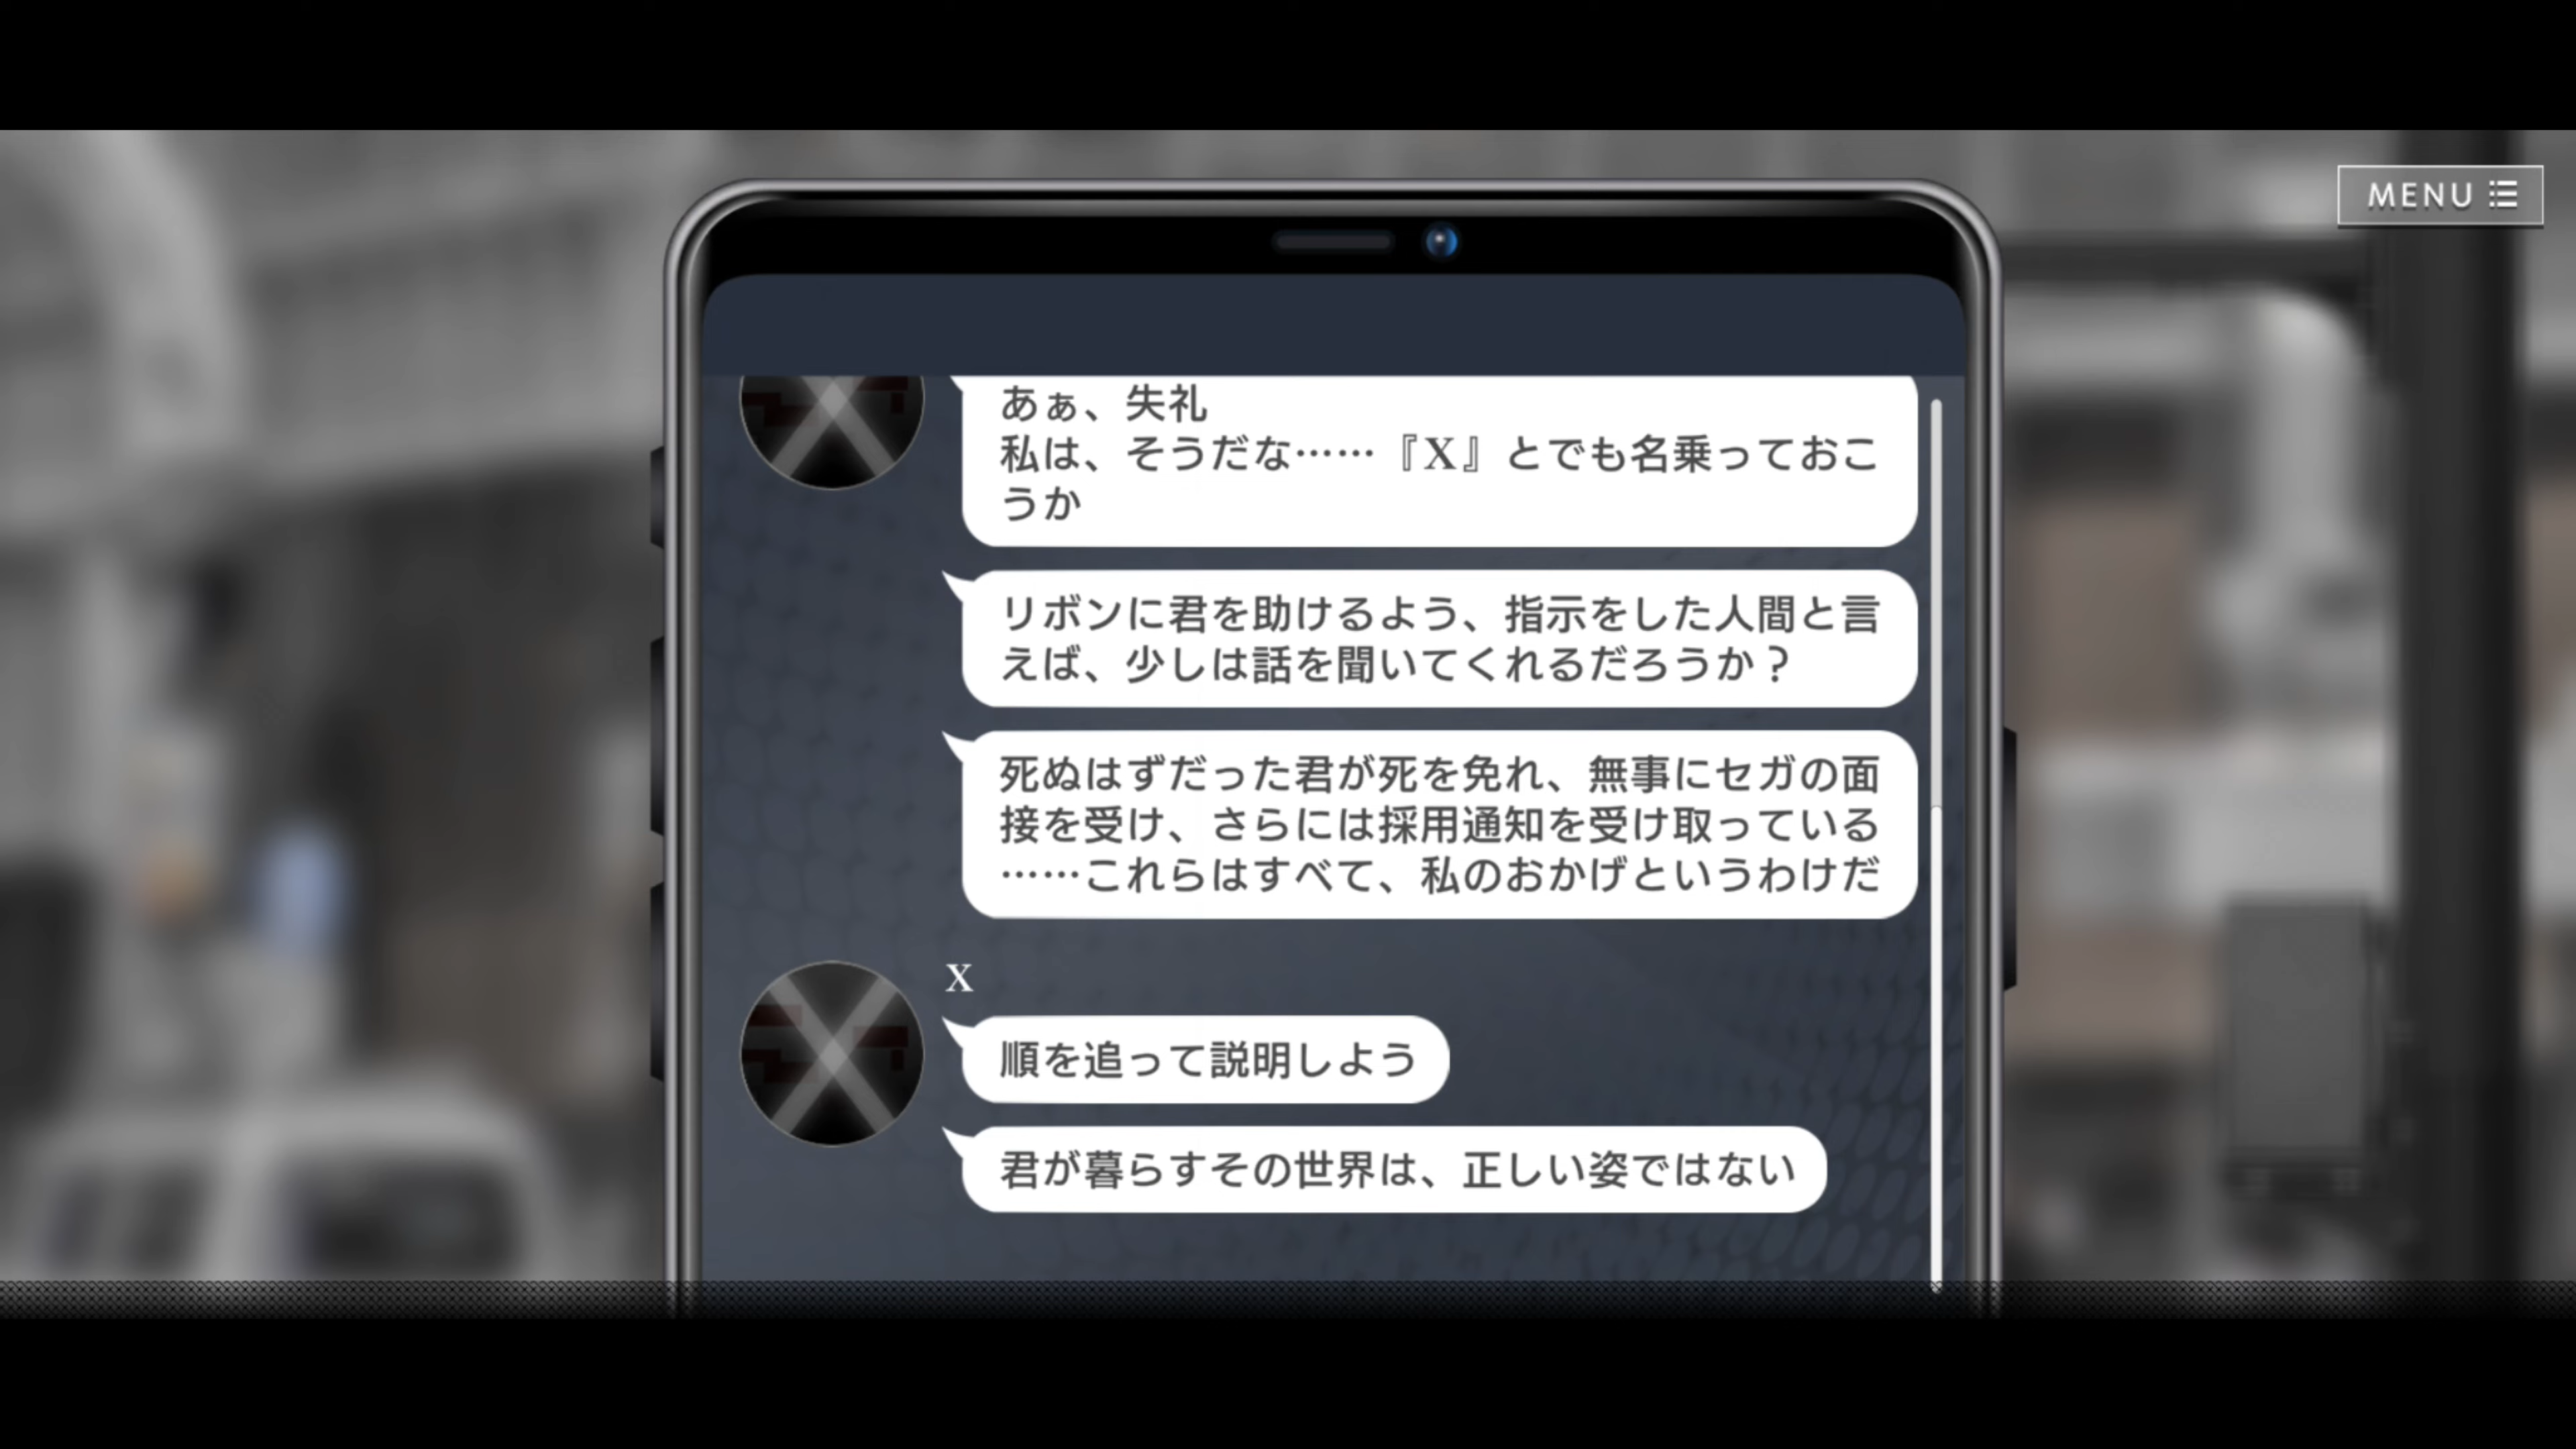 MENU
あぁ、失礼
私は、そうだな……『X』とでも名乗っておこ
うか
リボンに君を助けるよう、指示をした人間と言
えば、少しは話を聞いてくれるだろうか？
死ぬはずだった君が死を免れ、無事にセガの面
接を受け、さらには採用通知を受け取っている
……これらはすべて、私のおかげというわけだ
X
順を追って説明しよう
君が暮らすその世界は、正しい姿ではない